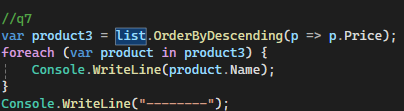 //q7
var product3 = list.OrderByDescending(p => p.Price);
foreach (var product in product3) {
    Console.WriteLine(product.Name);
}
Console.WriteLine("--------");